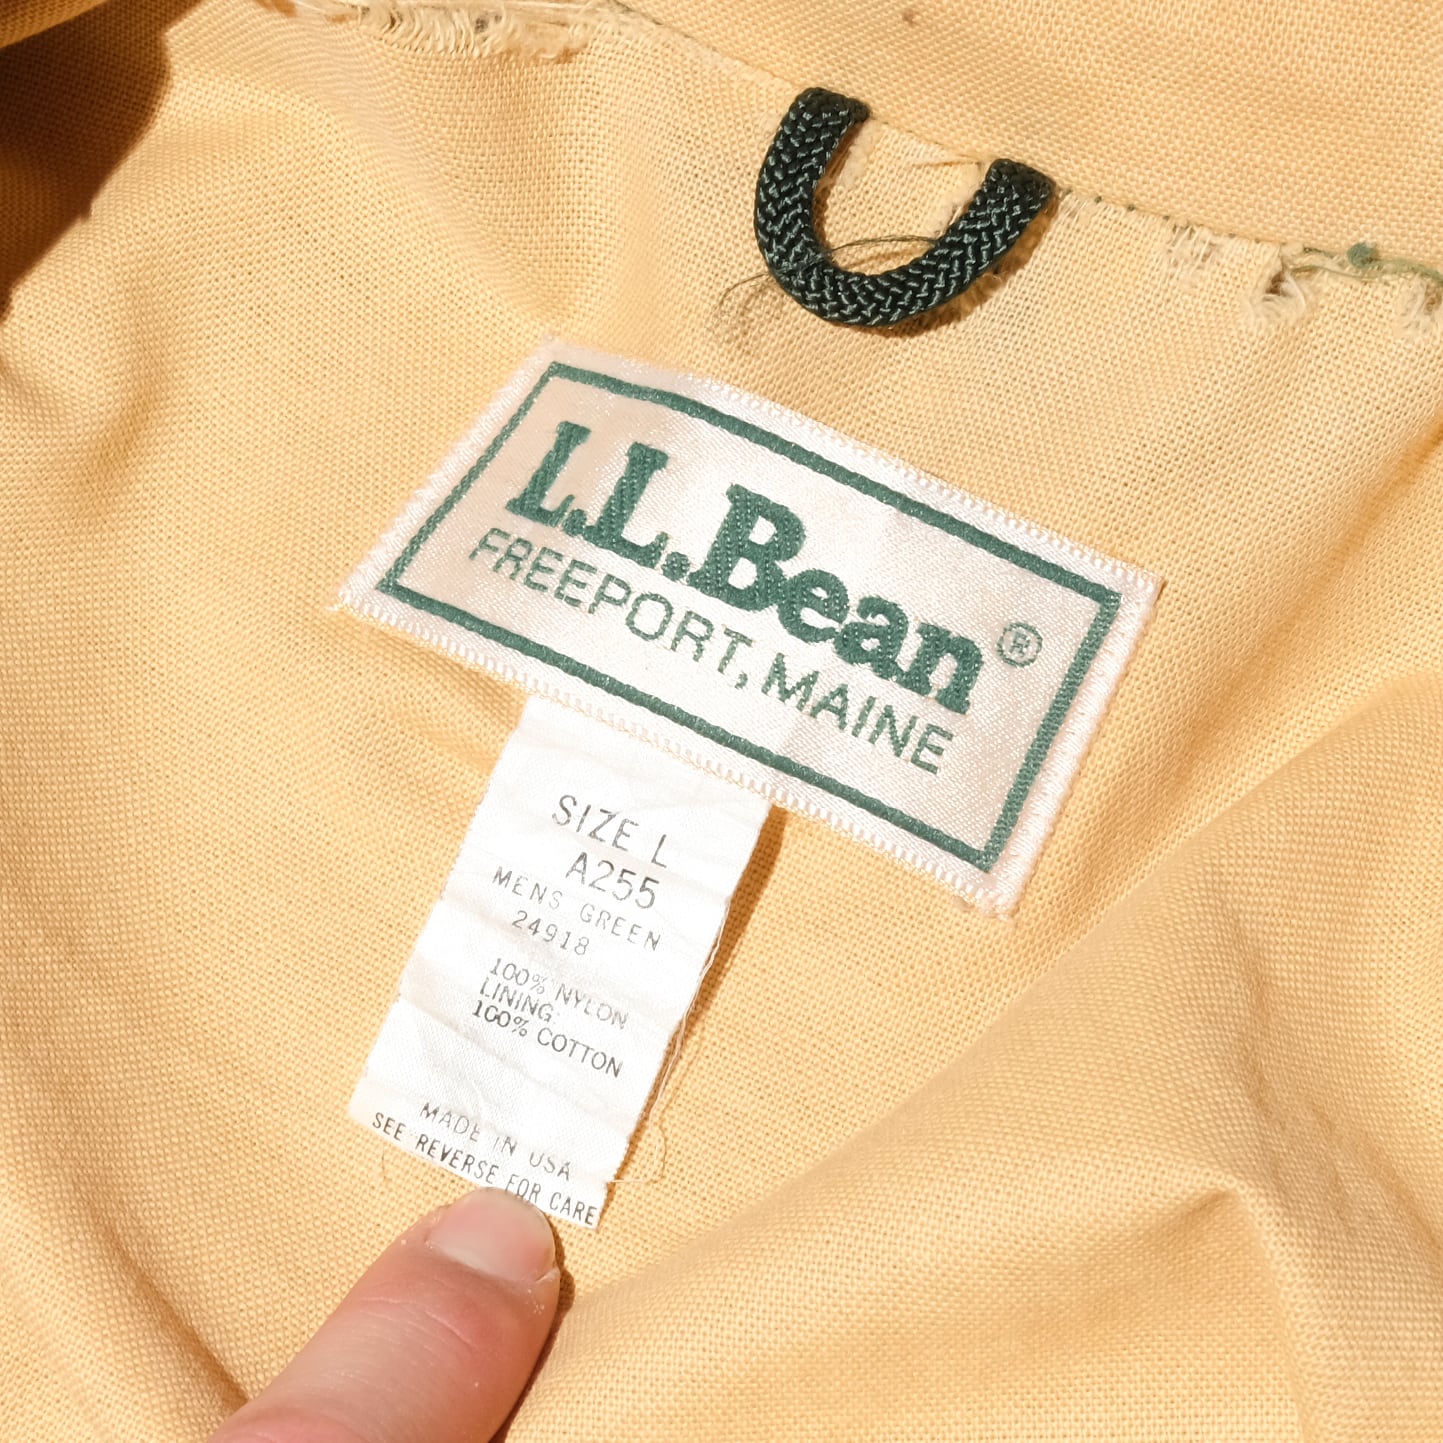 L.L.Bean®
FREEPORT, MAINE
SIZE L
A255
MENS GREEN
24918
100% NYLON
LINING:
100% COTTON
MADE IN USA
SEE REVERSE FOR CARE